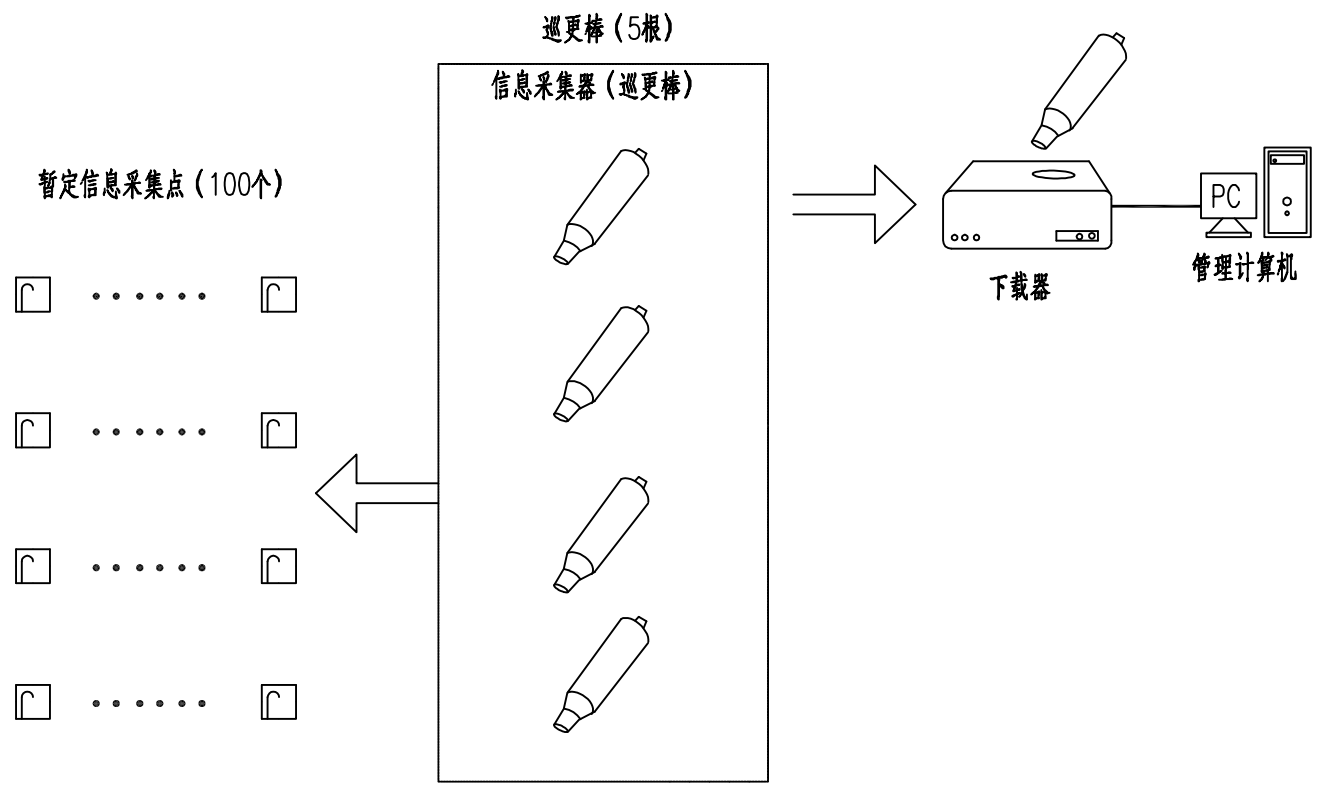 巡更棒（5根）
信息采集器（巡更棒）
暂定信息采集点（100个）
PC
管理计算机
下载器